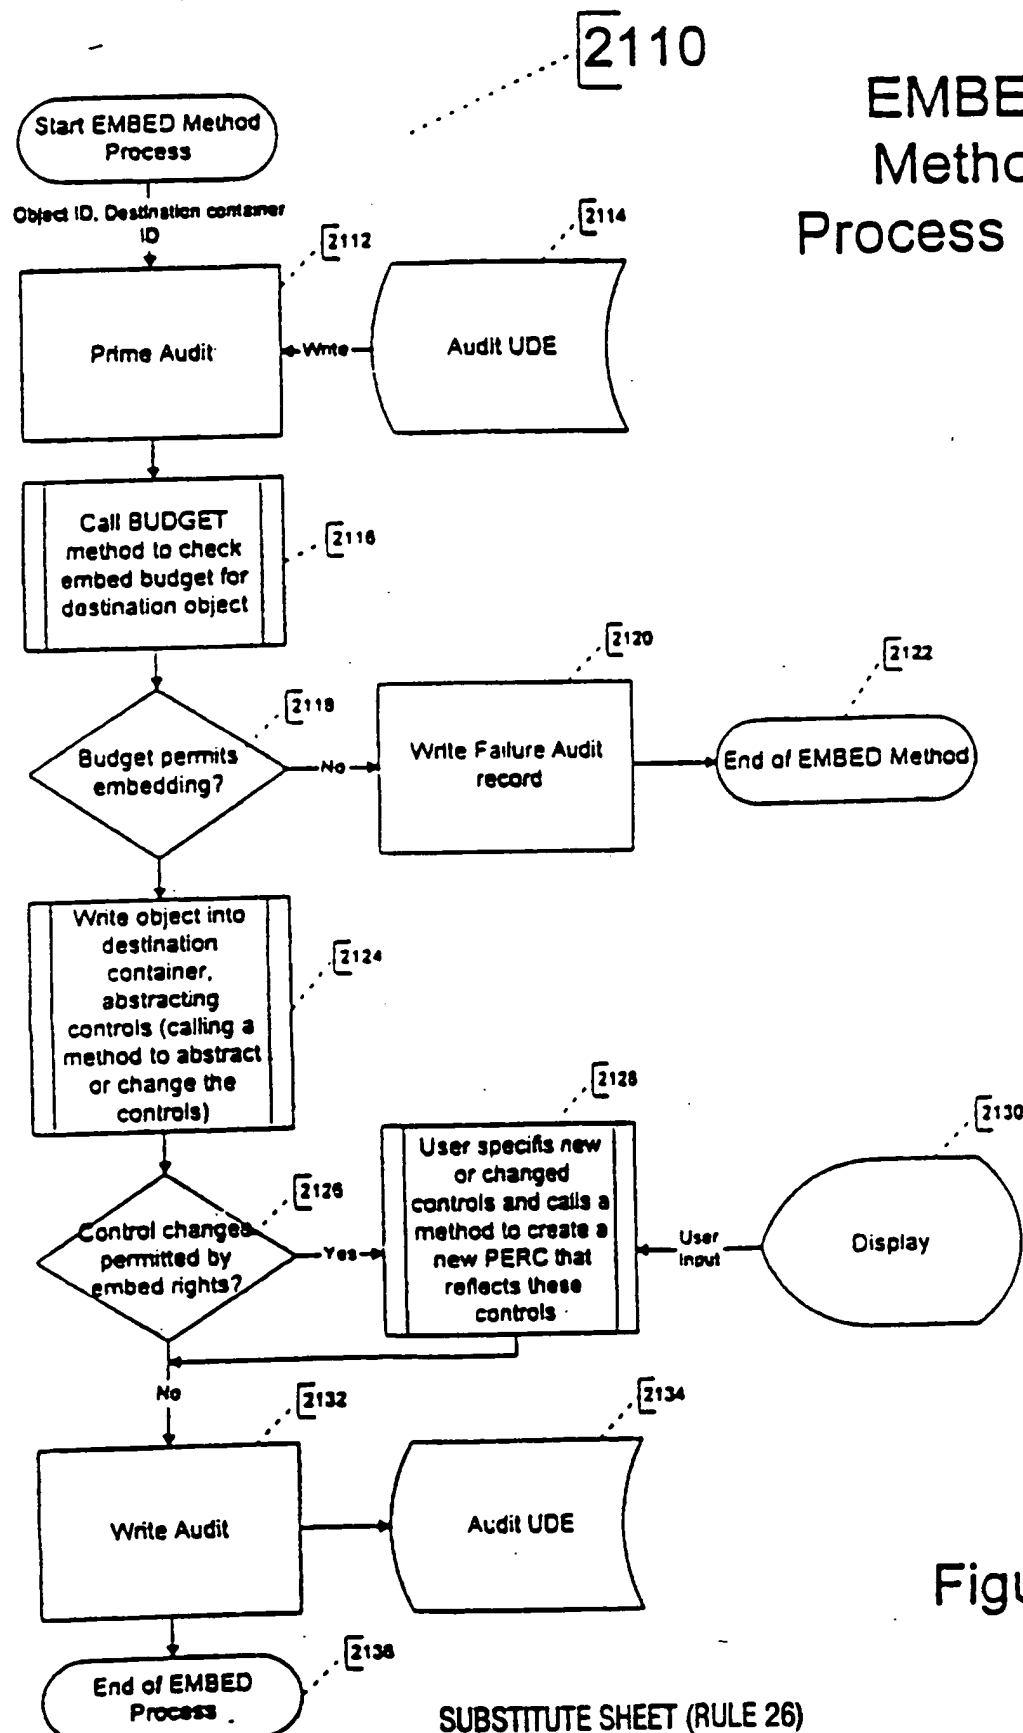 2110
EMBE
Metho
Process
Start EMBED Method
Process
Object ID, Destination container
ID
2112
2114
Prime Audit
Write
Audit UDE
Call BUDGET
method to check
embed budget for
destination object
2116
2118
2120
2122
Budget permits
embedding?
No
Write Failure Audit
record
End of EMBED Method
Write object into
destination
container,
abstracting
controls (calling a
method to abstract
or change the
controls)
2124
2128
2130
User specifis new
or changed
controls and calls a
method to create a
new PERC that
reflects these
controls
2126
Control changes
permitted by
embed rights?
Yes
User
Input
Display
No
2132
2134
Write Audit
Audit UDE
Figu
2136
End of EMBED
Process
SUBSTITUTE SHEET (RULE 26)